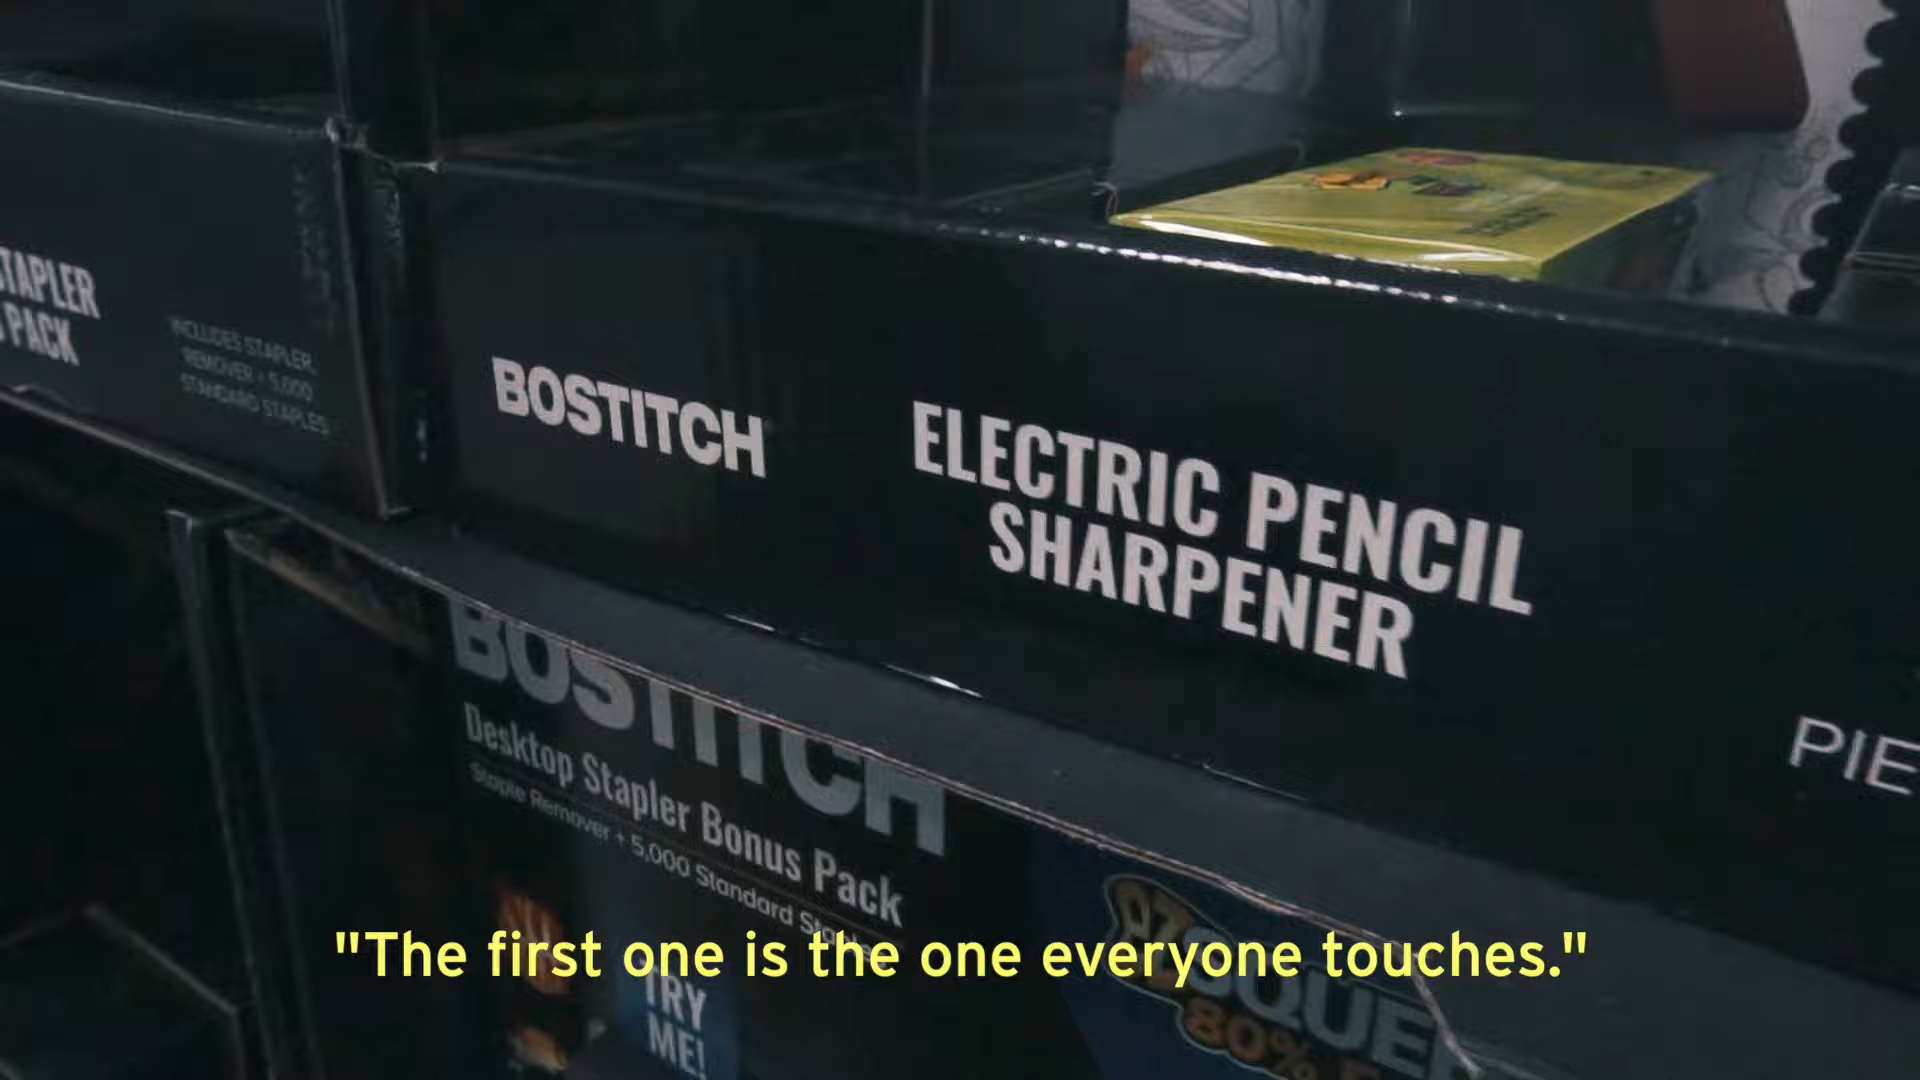 STAPLER
PACK
INCLUDES STAPLER,
REMOVER + 5,000
STANDARD STAPLES
BOSTITCH
ELECTRIC PENCIL
SHARPENER
PIE
BOSTITCH
Desktop Stapler Bonus Pack
Staple Remover + 5,000 Standard
TRY
ME!
SQUE
80%
"The first one is the one everyone touches."